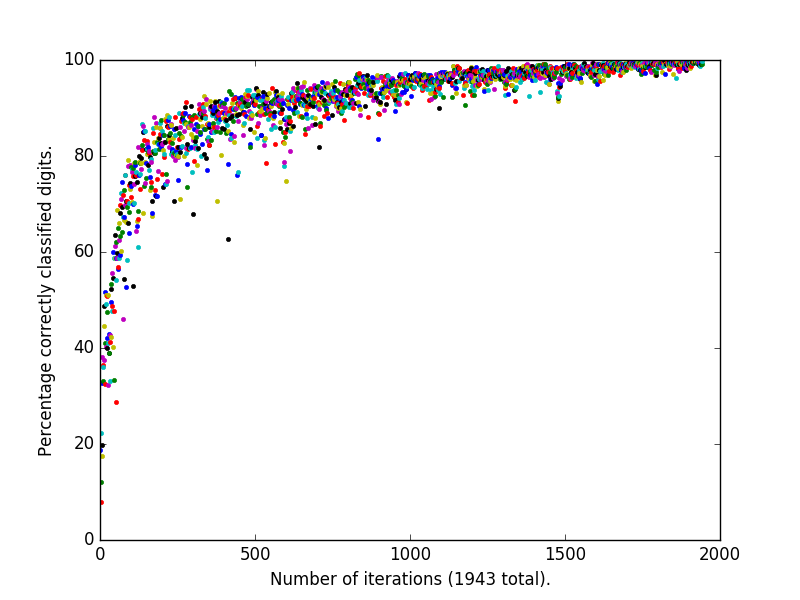 100
80
60
40
20
0
0 500 1000 1500 2000
Percentage correctly classified digits.
Number of iterations (1943 total).